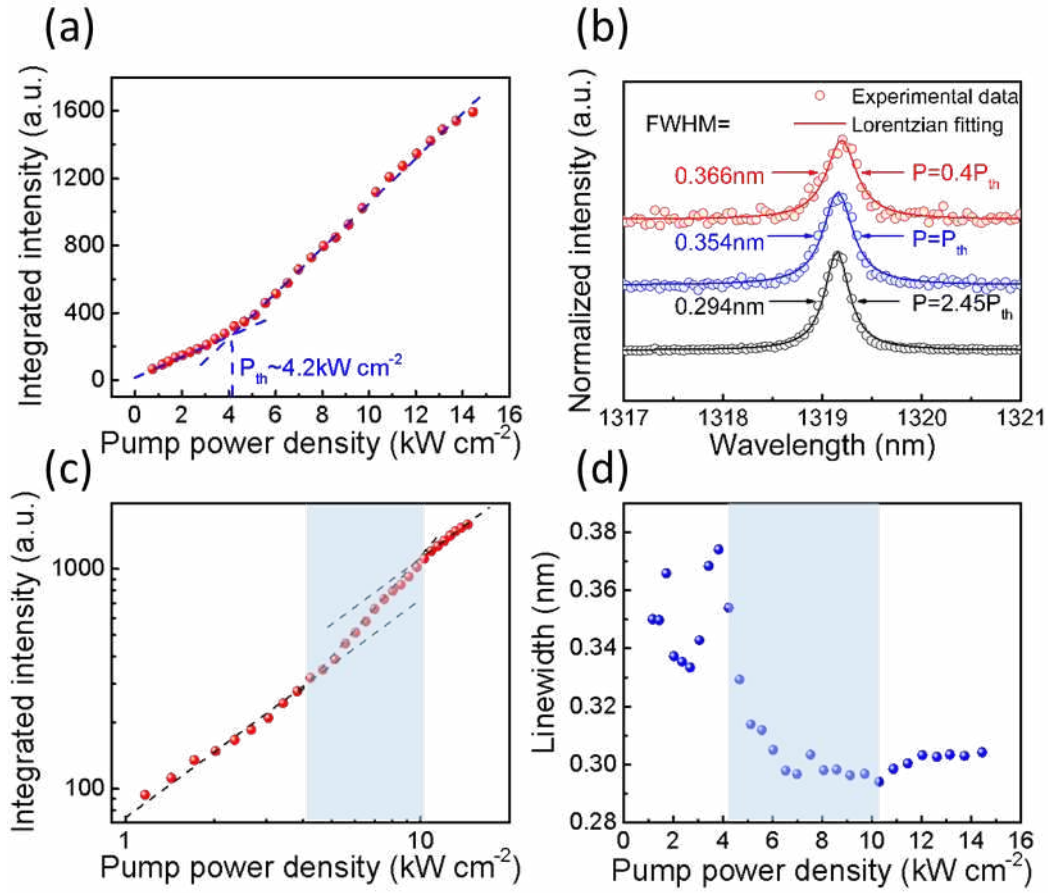 (a)
Integrated intensity (a.u.)
1600
1200
800
400
0
P_th~4.2kW cm⁻²
0 2 4 6 8 10 12 14 16
Pump power density (kW cm⁻²)
(b)
Normalized intensity (a.u.)
Experimental data
FWHM= Lorentzian fitting
0.366nm P=0.4P_th
0.354nm P=P_th
0.294nm P=2.45P_th
1317 1318 1319 1320 1321
Wavelength (nm)
(c)
Integrated intensity (a.u.)
1000
100
1 10
Pump power density (kW cm⁻²)
(d)
Linewidth (nm)
0.38
0.36
0.34
0.32
0.30
0.28
0 2 4 6 8 10 12 14 16
Pump power density (kW cm⁻²)